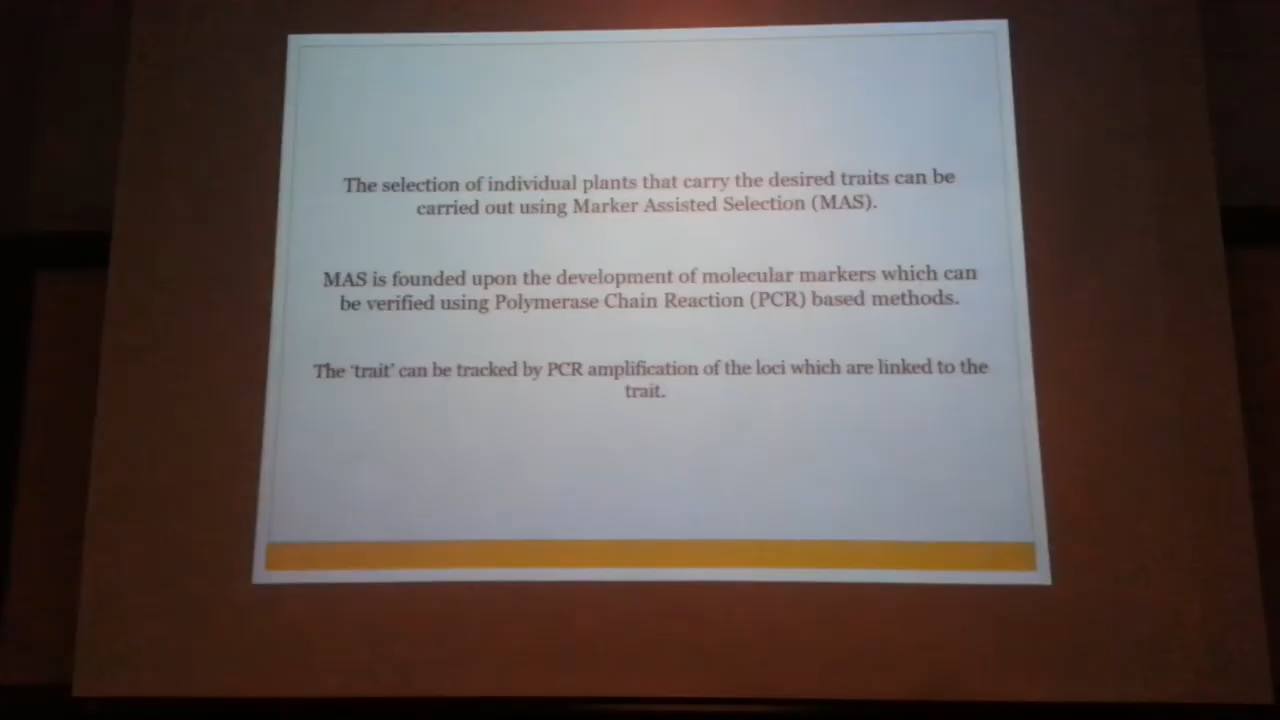 The selection of individual plants that carry the desired traits can be
carried out using Marker Assisted Selection (MAS).
MAS is founded upon the development of molecular markers which can
be verified using Polymerase Chain Reaction (PCR) based methods.
The 'trait' can be tracked by PCR amplification of the loci which are linked to the
trait.